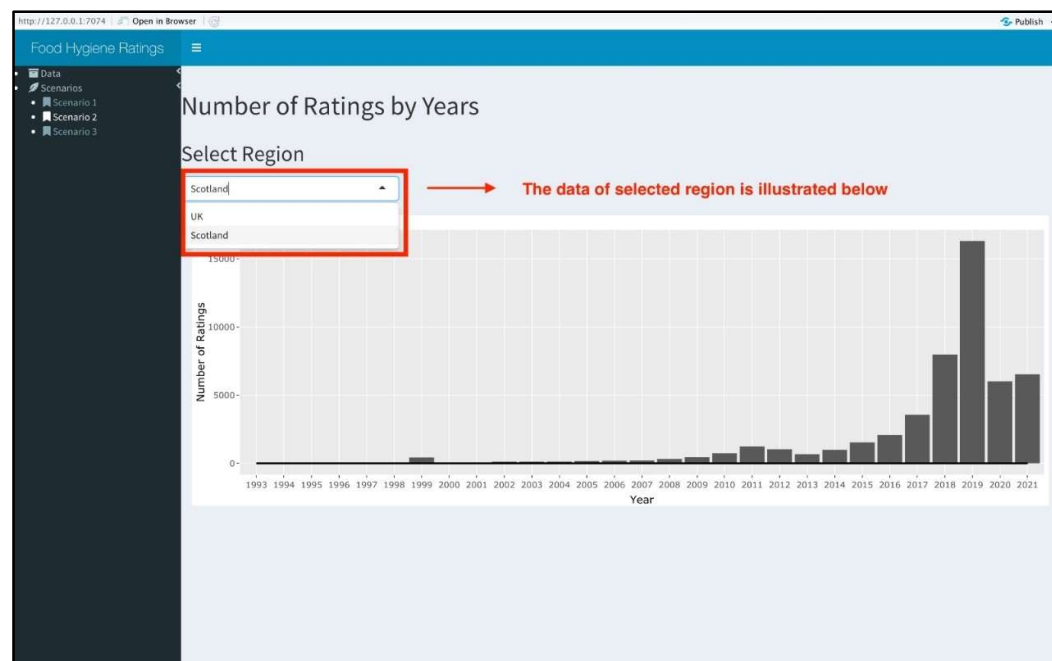 http://127.0.0.1:7074 Open in Browser Publish
Food Hygiene Ratings
Data
Scenarios
Scenario 1
Scenario 2
Scenario 3
Number of Ratings by Years
Select Region
Scotland
The data of selected region is illustrated below
UK
Scotland
15000
10000
5000
0
Number of Ratings
1993 1994 1995 1996 1997 1998 1999 2000 2001 2002 2003 2004 2005 2006 2007 2008 2009 2010 2011 2012 2013 2014 2015 2016 2017 2018 2019 2020 2021
Year